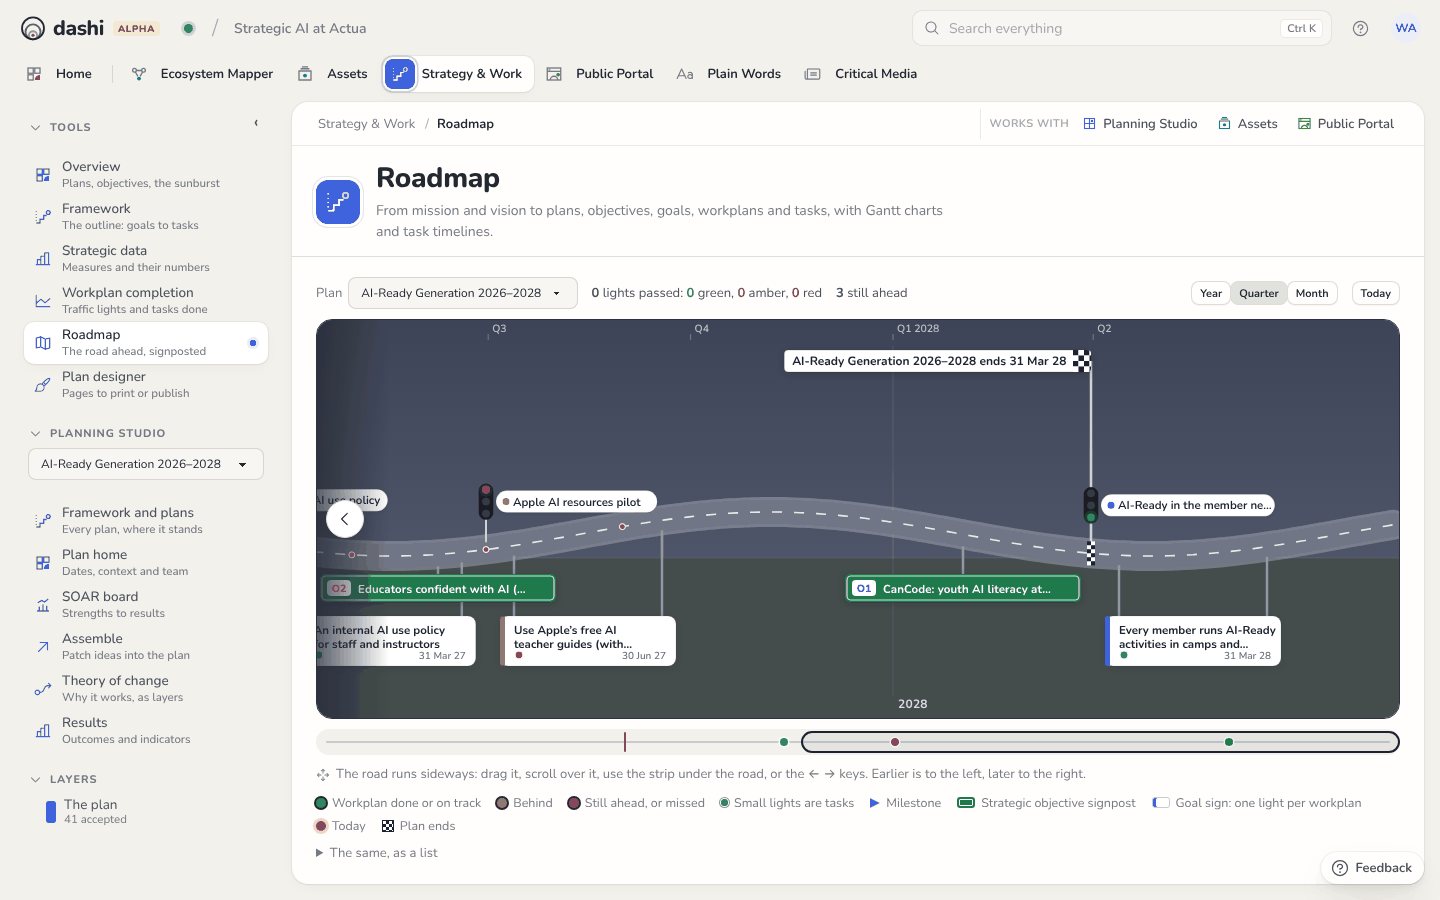 dashi ALPHA / Strategic AI at Actua
Search everything Ctrl K
WA
Home Ecosystem Mapper Assets Strategy & Work Public Portal Aa Plain Words Critical Media
TOOLS
Overview
Plans, objectives, the sunburst
Framework
The outline: goals to tasks
Strategic data
Measures and their numbers
Workplan completion
Traffic lights and tasks done
Roadmap
The road ahead, signposted
Plan designer
Pages to print or publish
PLANNING STUDIO
AI-Ready Generation 2026–2028
Framework and plans
Every plan, where it stands
Plan home
Dates, context and team
SOAR board
Strengths to results
Assemble
Patch ideas into the plan
Theory of change
Why it works, as layers
Results
Outcomes and indicators
LAYERS
The plan
41 accepted
Strategy & Work / Roadmap
WORKS WITH Planning Studio Assets Public Portal
Roadmap
From mission and vision to plans, objectives, goals, workplans and tasks, with Gantt charts
and task timelines.
Plan AI-Ready Generation 2026–2028 0 lights passed: 0 green, 0 amber, 0 red 3 still ahead
Year Quarter Month Today
Q3 Q4 Q1 2028 Q2
AI-Ready Generation 2026–2028 ends 31 Mar 28
AI use policy
Apple AI resources pilot
AI-Ready in the member ne...
O2 Educators confident with AI (...
O1 CanCode: youth AI literacy at...
An internal AI use policy
for staff and instructors
31 Mar 27
Use Apple's free AI
teacher guides (with...
30 Jun 27
Every member runs AI-Ready
activities in camps and...
31 Mar 28
2028
The road runs sideways: drag it, scroll over it, use the strip under the road, or the ← → keys. Earlier is to the left, later to the right.
Workplan done or on track Behind Still ahead, or missed Small lights are tasks Milestone Strategic objective signpost Goal sign: one light per workplan
Today Plan ends
The same, as a list
Feedback